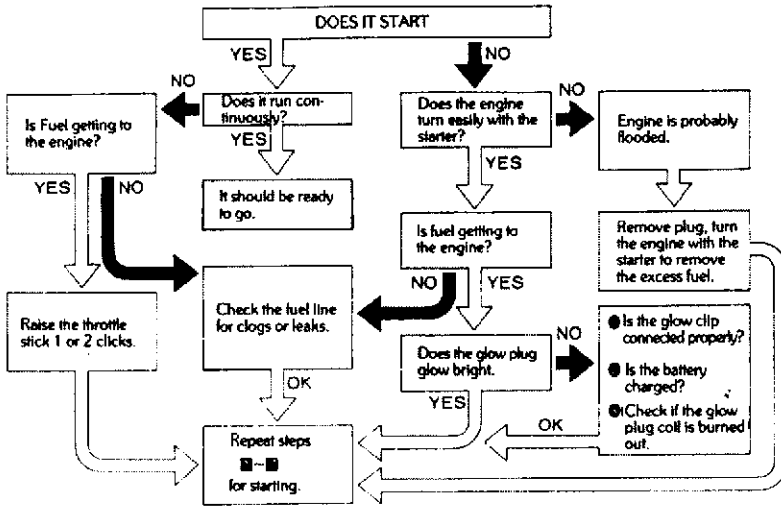 DOES IT START
YES
NO
NO
Does it run con-
tinuously?
Does the engine
turn easily with the
starter?
NO
Engine is probably
flooded.
Is Fuel getting to
the engine?
YES
YES
YES
NO
It should be ready
to go.
Is fuel getting to
the engine?
Remove plug, turn
the engine with the
starter to remove
the excess fuel.
NO
YES
Raise the throttle
stick 1 or 2 clicks.
Check the fuel line
for clogs or leaks.
Does the glow plug
glow bright.
NO
Is the glow clip
connected properly?
Is the battery
charged?
Check if the glow
plug coil is burned
out.
OK
YES
OK
Repeat steps
~
for starting.